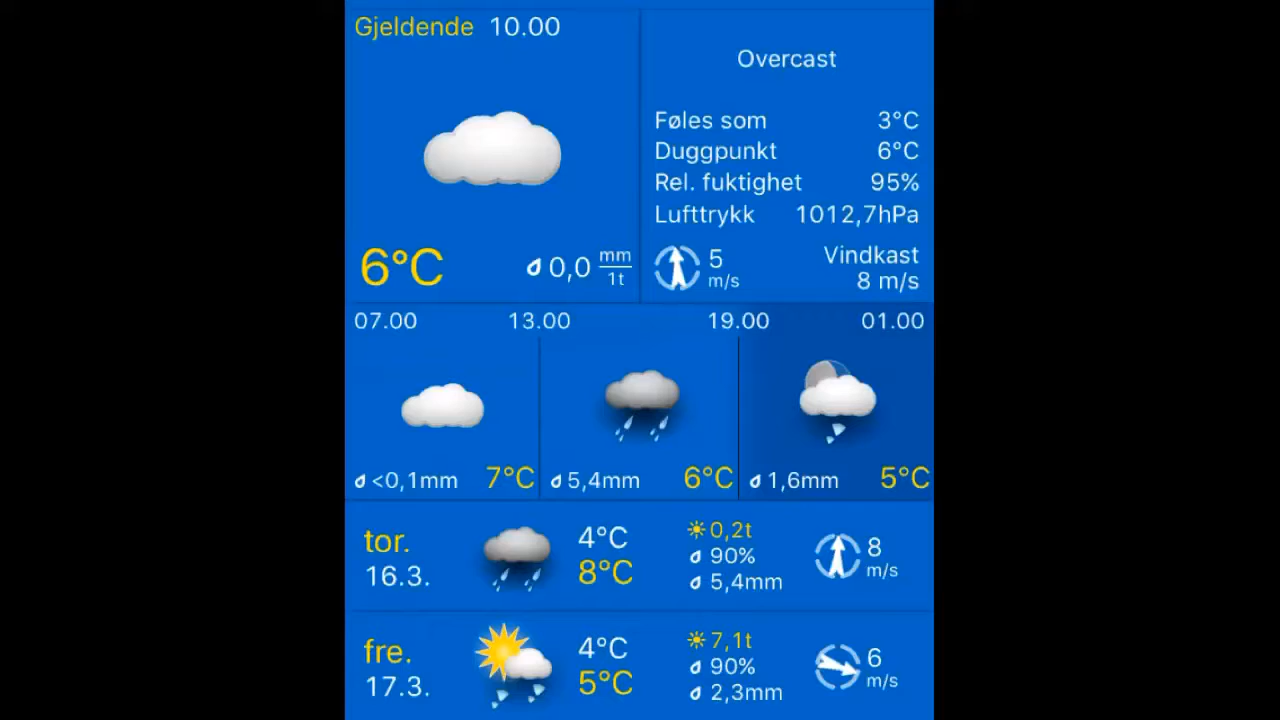 Gjeldende 10.00
Overcast
Føles som 3°C
Duggpunkt 6°C
Rel. fuktighet 95%
Lufttrykk 1012,7hPa
6°C 0,0 mm/1t
5 m/s
Vindkast
8 m/s
07.00 13.00 19.00 01.00
<0,1mm 7°C 5,4mm 6°C 1,6mm 5°C
tor.
16.3.
4°C
8°C
0,2t
90%
5,4mm
8
m/s
fre.
17.3.
4°C
5°C
7,1t
90%
2,3mm
6
m/s